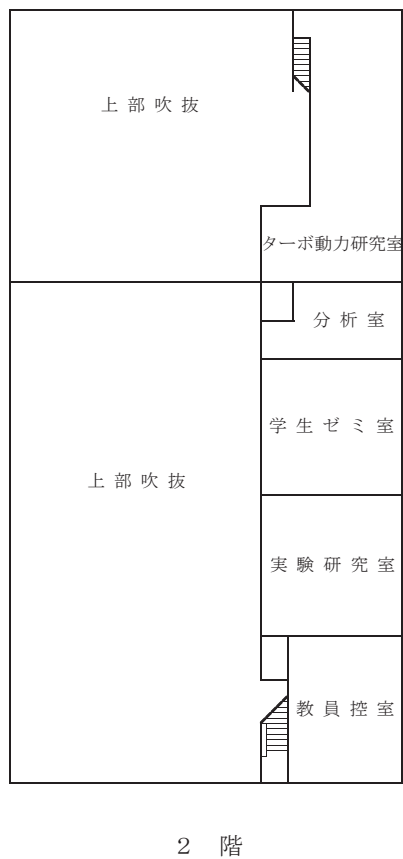 上部吹抜
ターボ動力研究室
分析室
学生ゼミ室
上部吹抜
実験研究室
教員控室
2 階